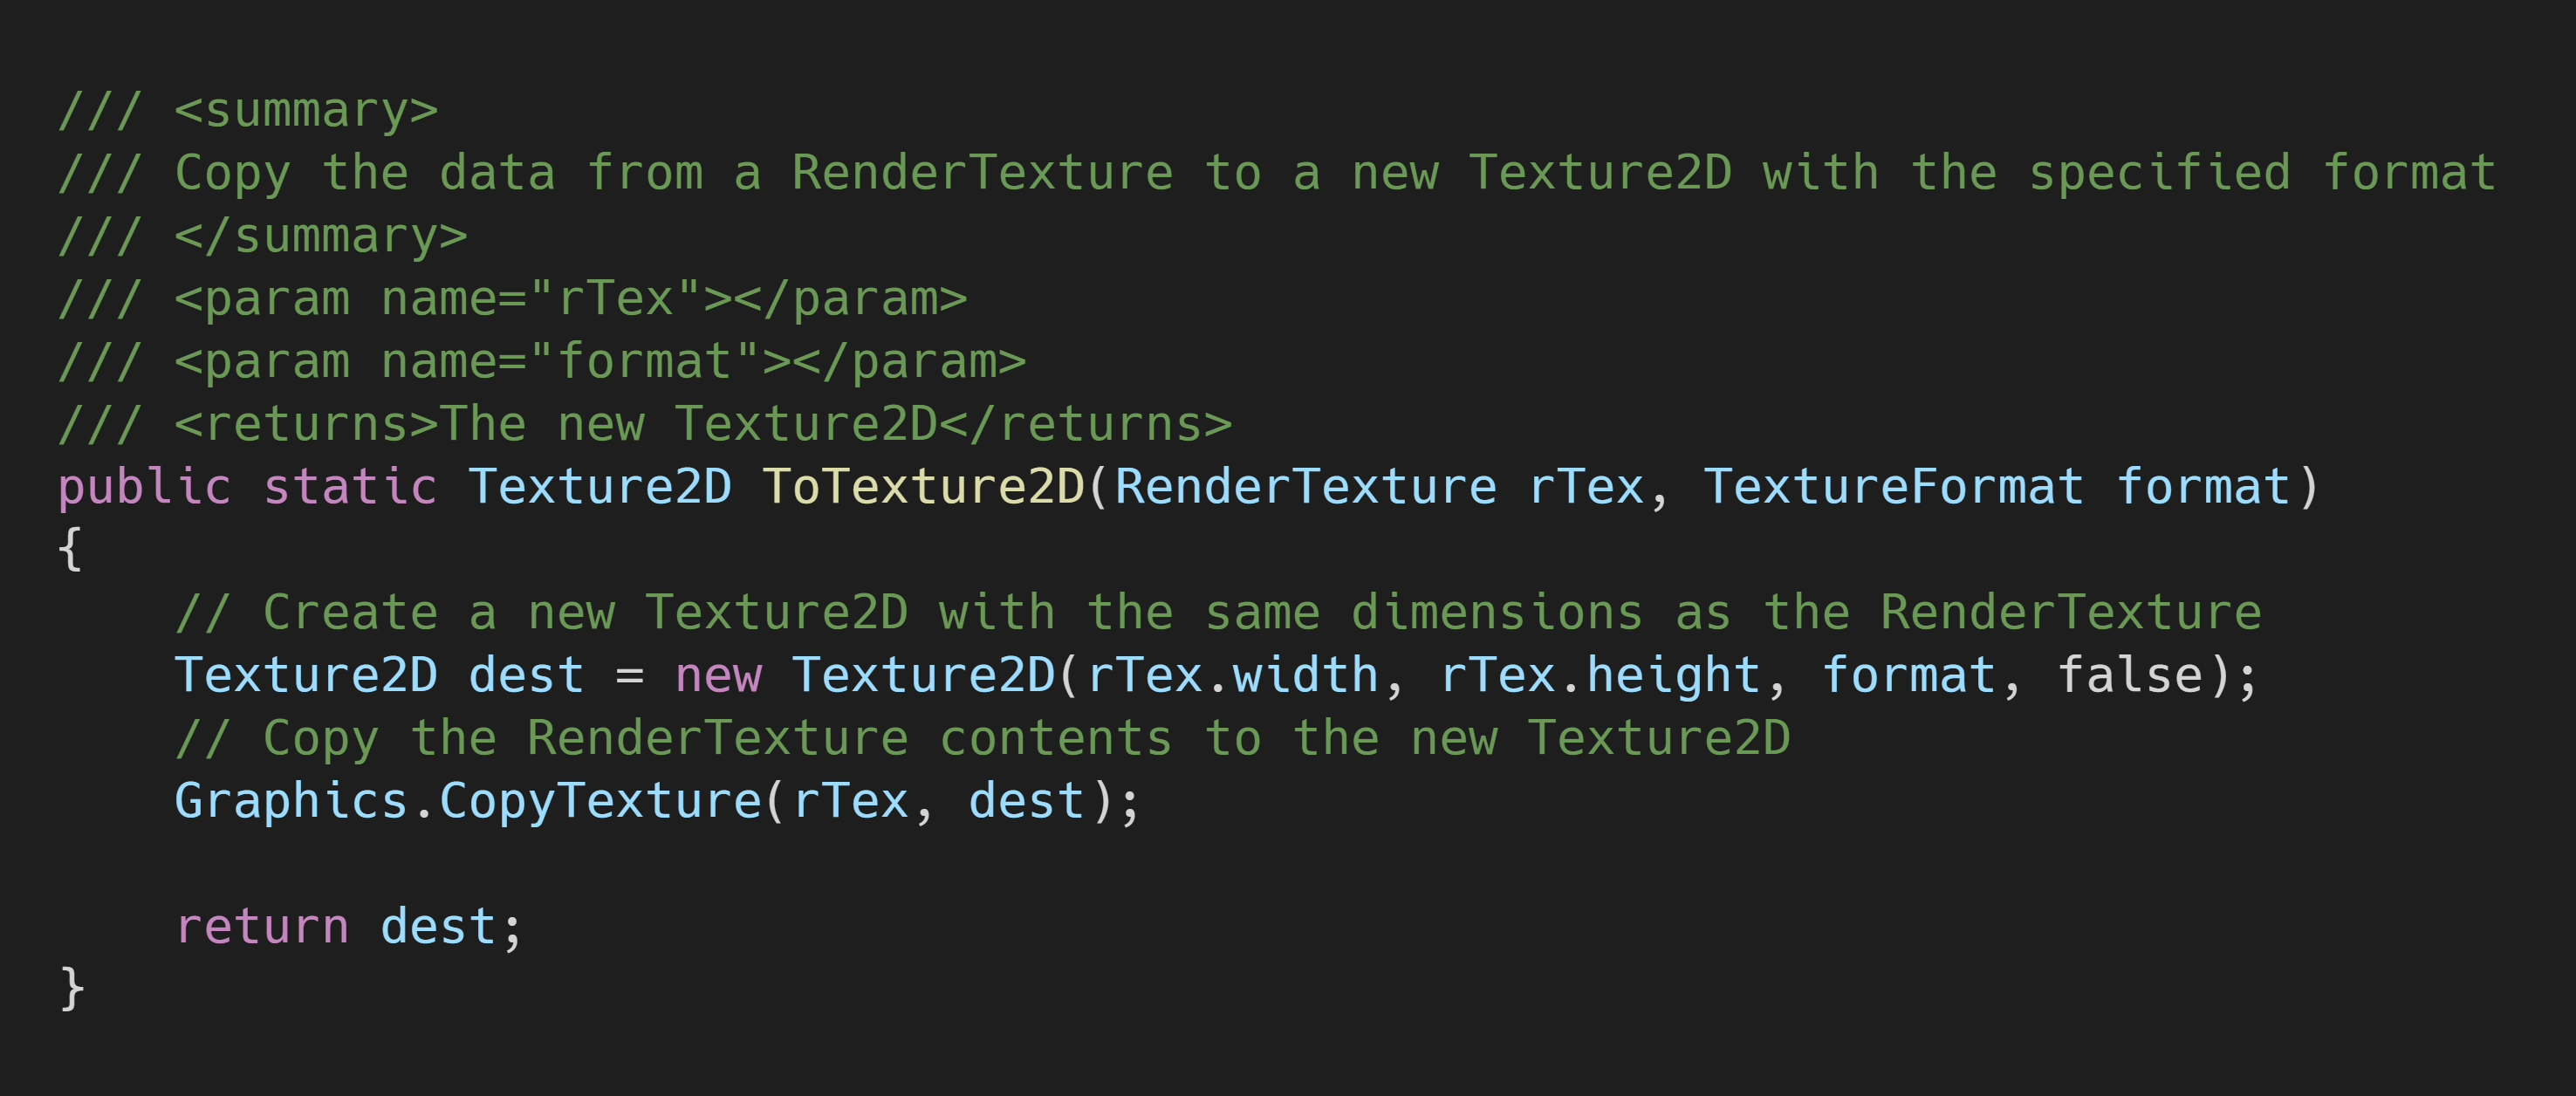 /// <summary>
/// Copy the data from a RenderTexture to a new Texture2D with the specified format
/// </summary>
/// <param name="rTex"></param>
/// <param name="format"></param>
/// <returns>The new Texture2D</returns>
public static Texture2D ToTexture2D(RenderTexture rTex, TextureFormat format)
{
    // Create a new Texture2D with the same dimensions as the RenderTexture
    Texture2D dest = new Texture2D(rTex.width, rTex.height, format, false);
    // Copy the RenderTexture contents to the new Texture2D
    Graphics.CopyTexture(rTex, dest);

    return dest;
}